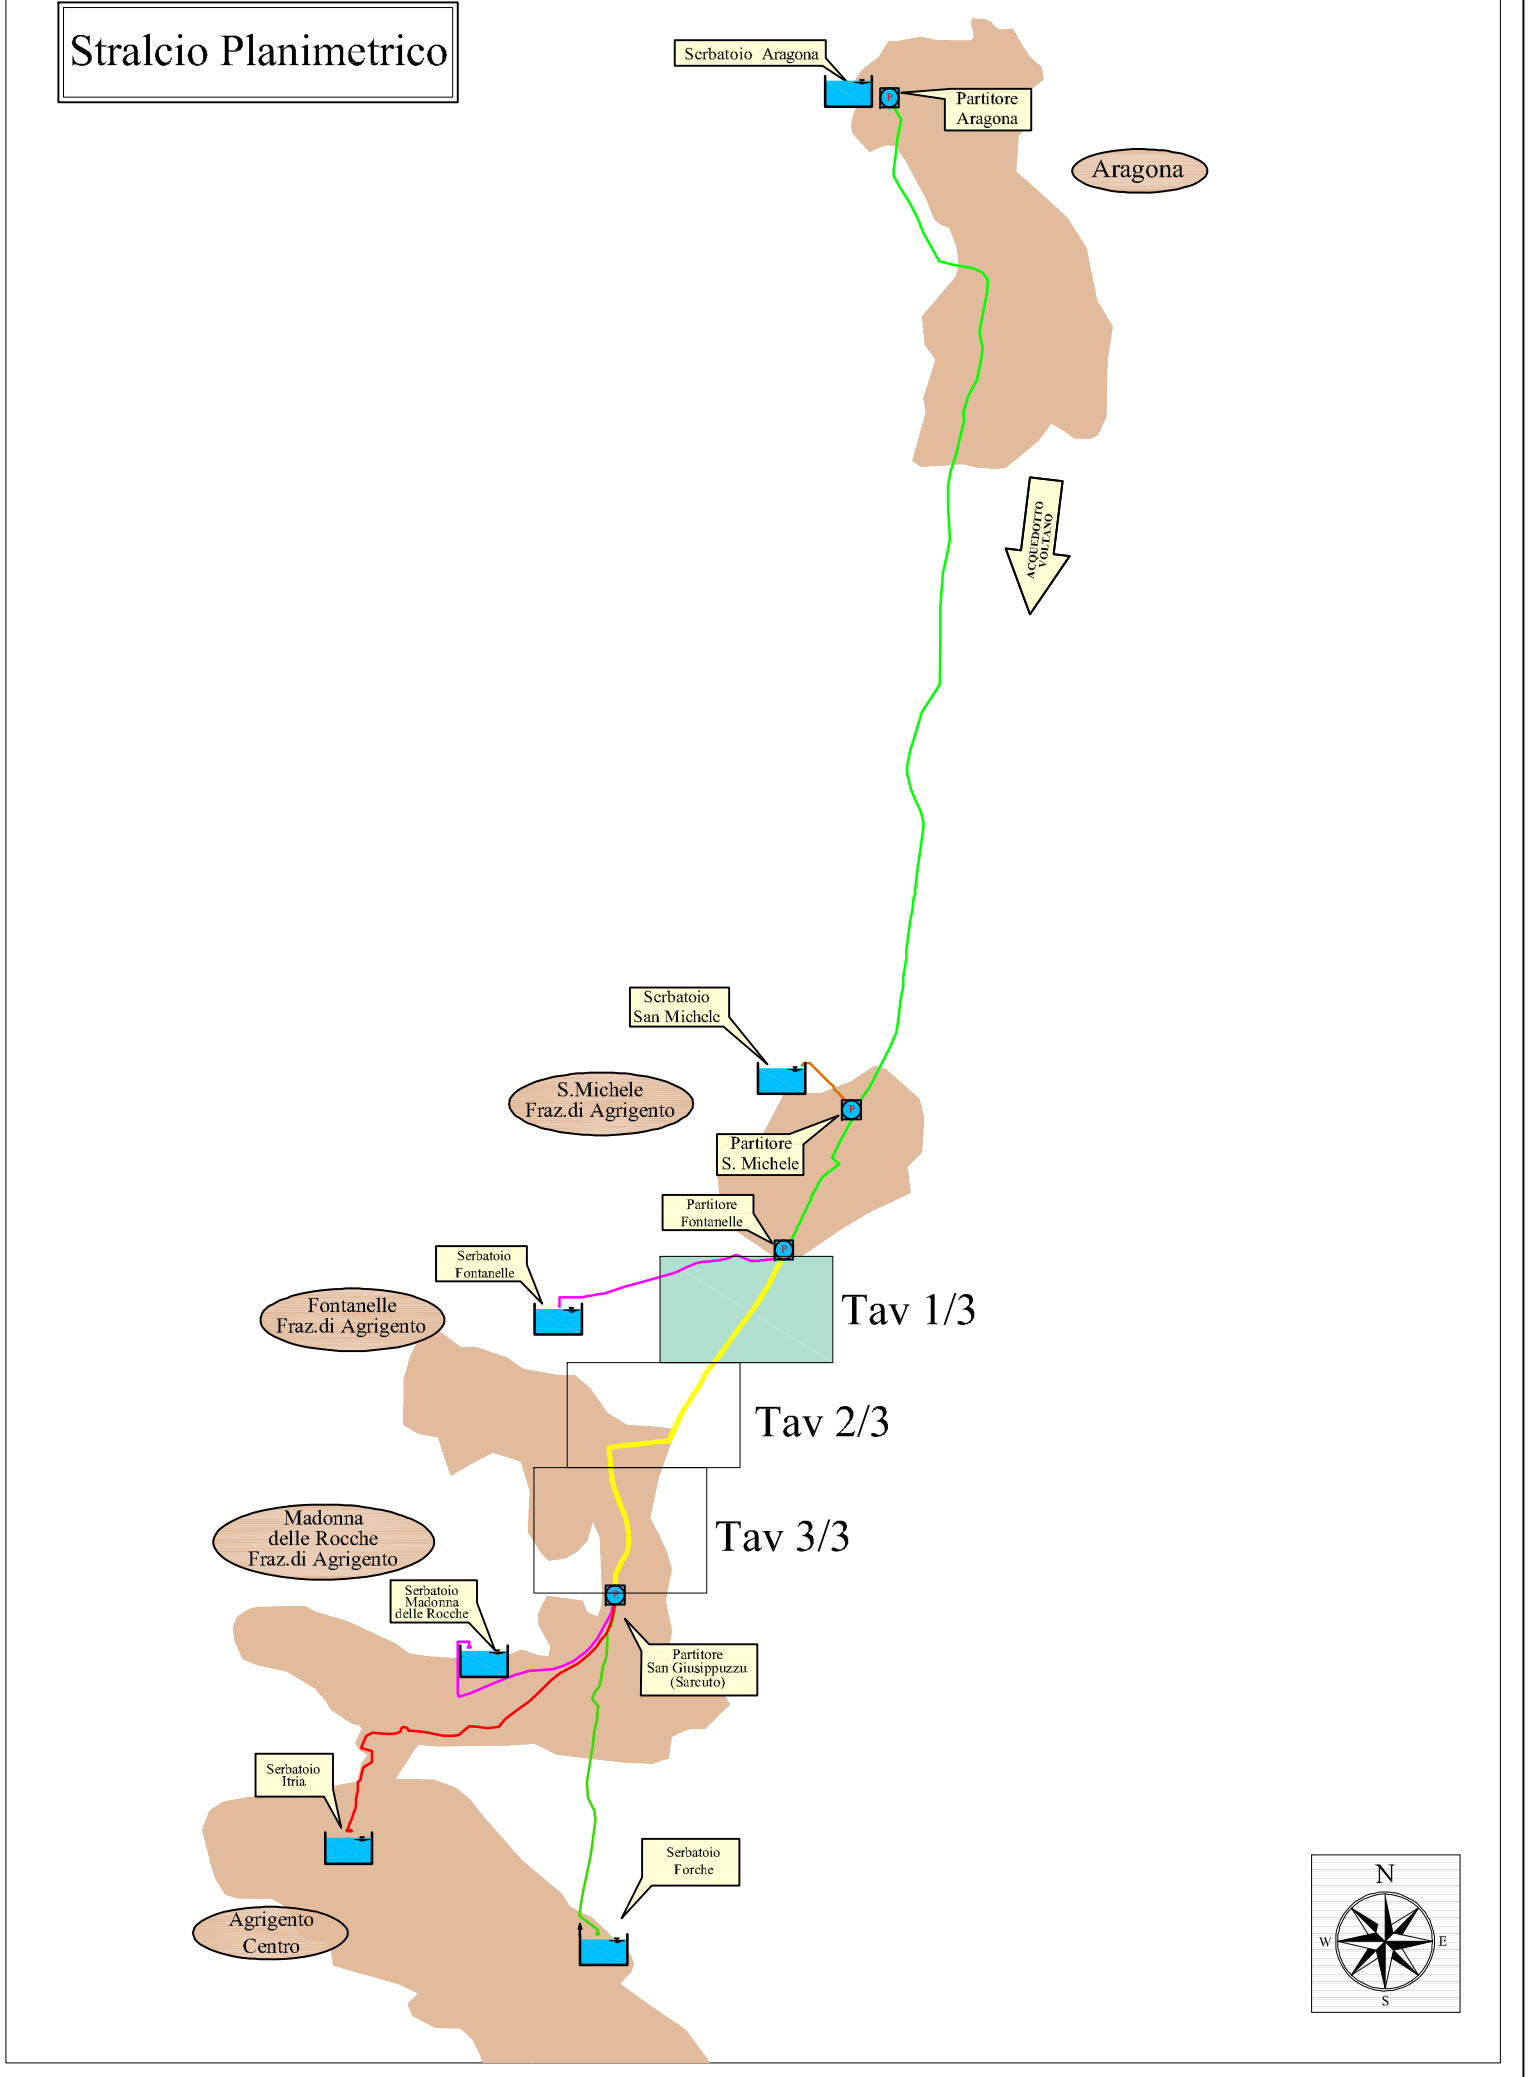 Stralcio Planimetrico
Serbatoio Aragona
P
Partitore
Aragona
Aragona
ACQUEDOTTO
VOLTANO
Serbatoio
San Michele
S.Michele
Fraz.di Agrigento
P
Partitore
S. Michele
Partitore
Fontanelle
P
Serbatoio
Fontanelle
Fontanelle
Fraz.di Agrigento
Tav 1/3
Tav 2/3
Tav 3/3
Madonna
delle Rocche
Fraz.di Agrigento
Serbatoio
Madonna
delle Rocche
P
Partitore
San Giusippuzzu
(Sarcuto)
Serbatoio
Itria
Serbatoio
Forche
Agrigento
Centro
N
W
E
S